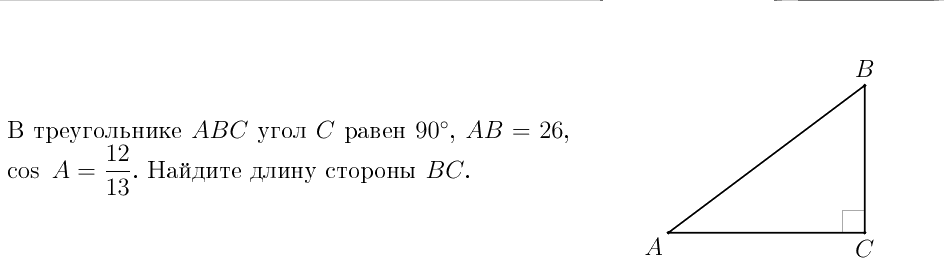 В треугольнике ABC угол C равен 90°, AB = 26,
cos A = 12/13. Найдите длину стороны BC.
B
A
C